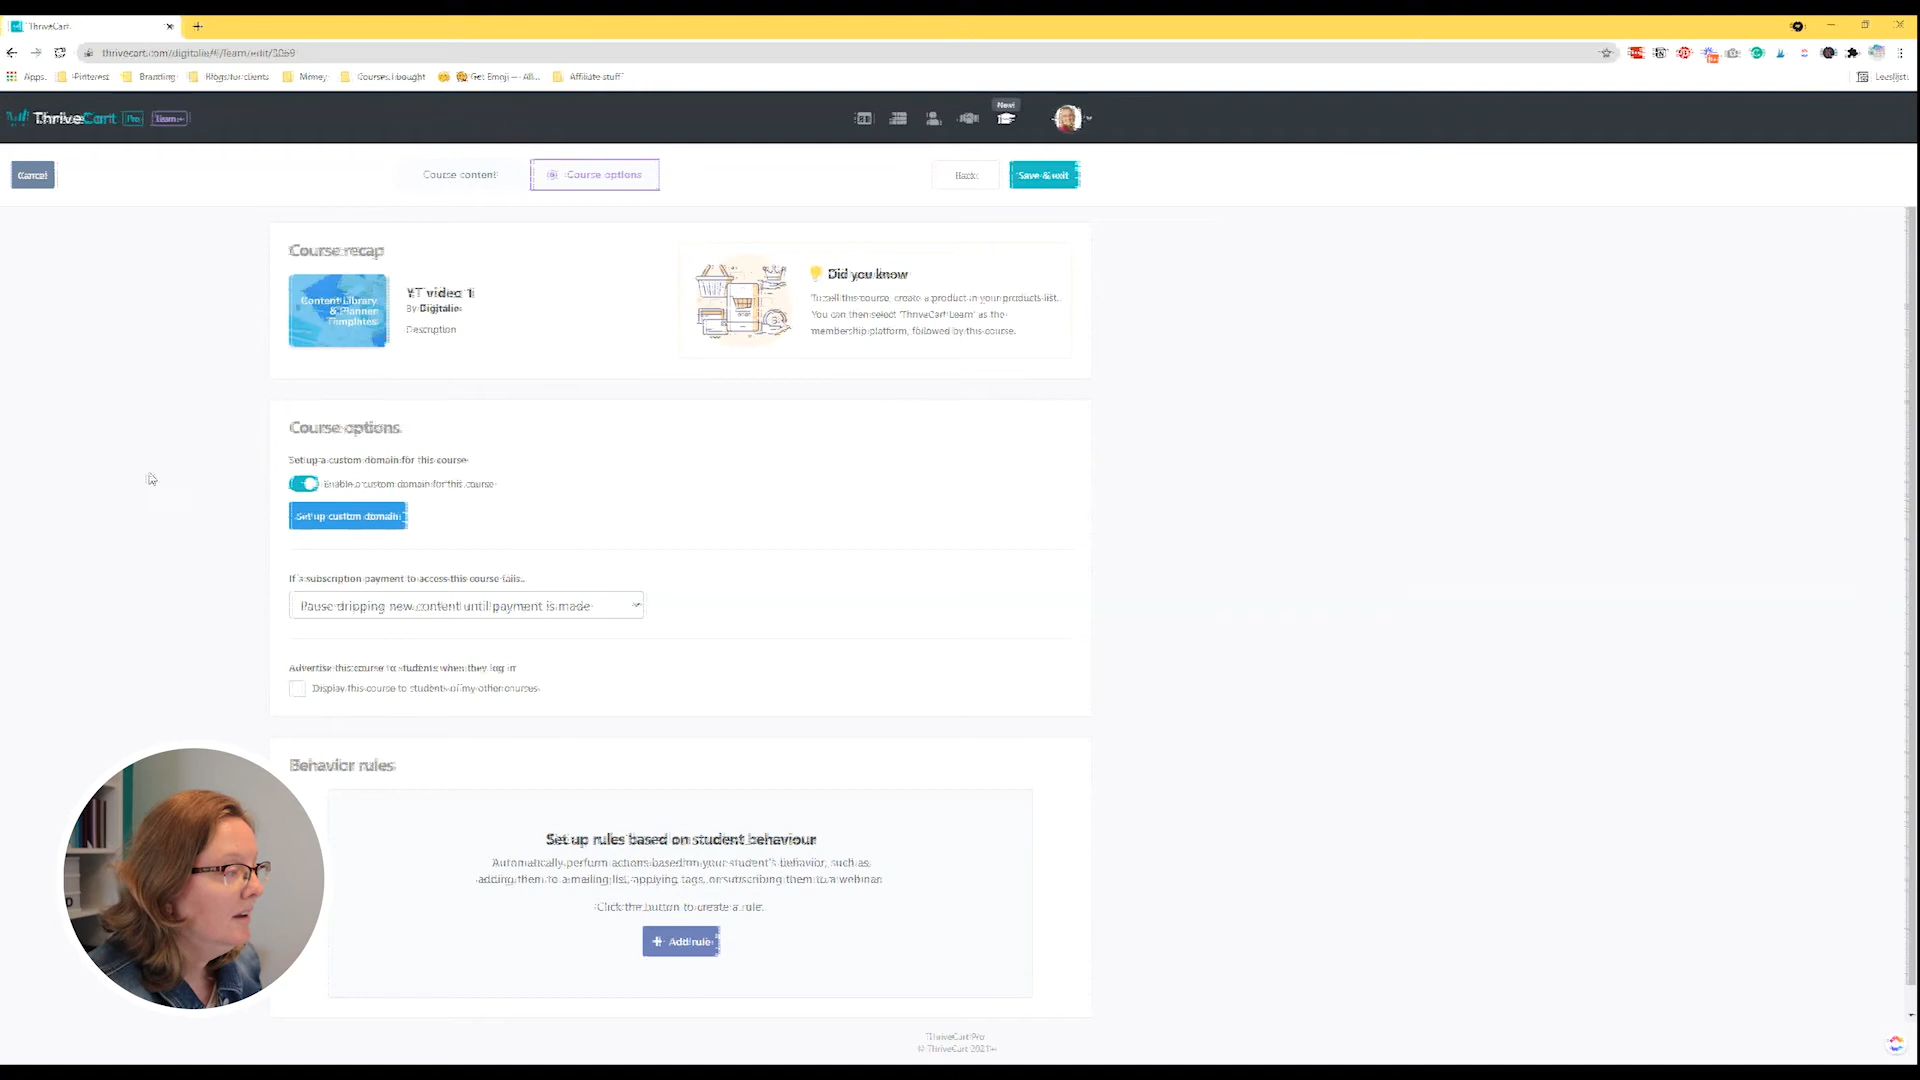 ThriveCart
thrivecart.com/digitalie/#/learn/edit/
Apps
Pinterest
Branding
Blogs for clients
Money
Courses I bought
Get Emoji — All...
Affiliate stuff
Leeslijst
ThriveCart Pro Learn+
New!
Cancel
Course content
Course options
Back
Save & exit
Course recap
Content Library
& Planner
Templates
YT video 1
By Digitalie
Description
Did you know
To sell this course, create a product in your products list.
You can then select 'ThriveCart Learn' as the
membership platform, followed by this course.
Course options
Set up a custom domain for this course
Enable a custom domain for this course
Set up custom domain
If a subscription payment to access this course fails..
Pause dripping new content until payment is made
Advertise this course to students when they log in
Display this course to students of my other courses
Behavior rules
Set up rules based on student behaviour
Automatically perform actions based on your student's behavior, such as
adding them to a mailing list, applying tags, or subscribing them to a webinar.
Click the button to create a rule.
+ Add rule
ThriveCart Pro
© ThriveCart 2021